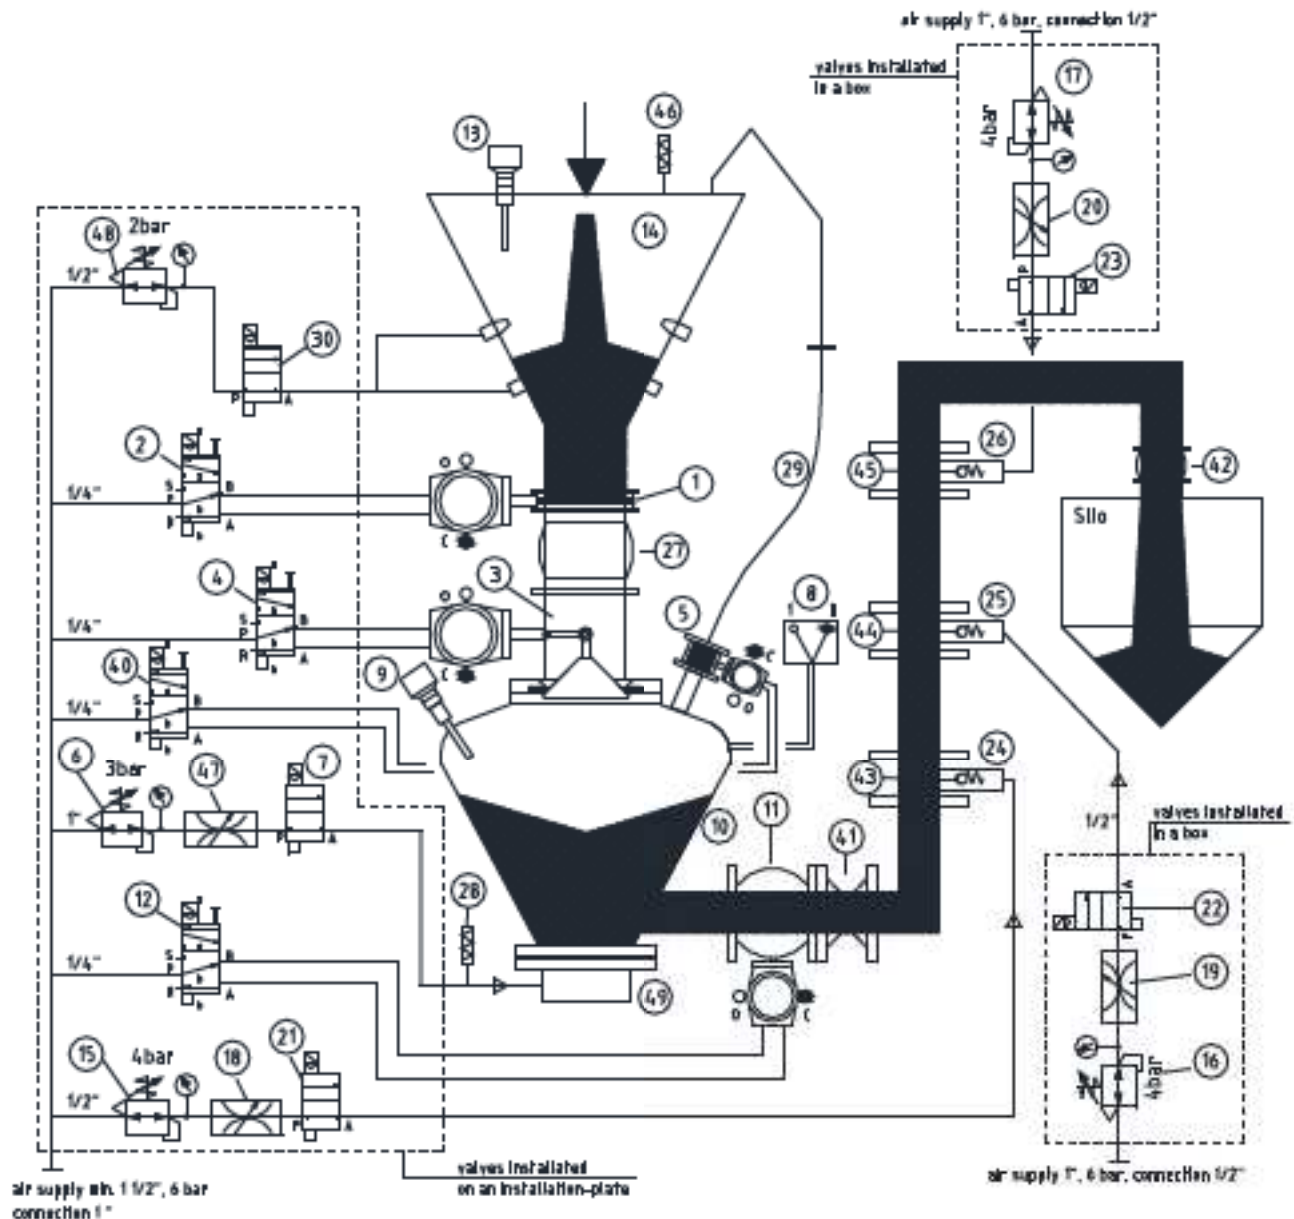 air supply 1", 6 bar, connection 1/2"
valves installated
in a box
17
4bar
20
P
23
A
13
46
14
48
2bar
1/2"
30
P
A
2
1/4"
S
P
R
B
A
C
1
29
27
26
45
42
Silo
4
1/4"
S
P
R
B
A
C
3
5
8
1
25
44
40
1/4"
S
P
R
B
A
9
C
O
6
3bar
47
7
1"
P
A
10
11
41
24
43
1/2"
valves installated
in a box
12
1/4"
S
P
R
B
A
28
49
O
C
A
22
P
19
16
4bar
15
4bar
18
21
1/2"
P
A
air supply min. 1 1/2", 6 bar
connection 1"
valves installated
on an installation-plate
air supply 1", 6 bar, connection 1/2"